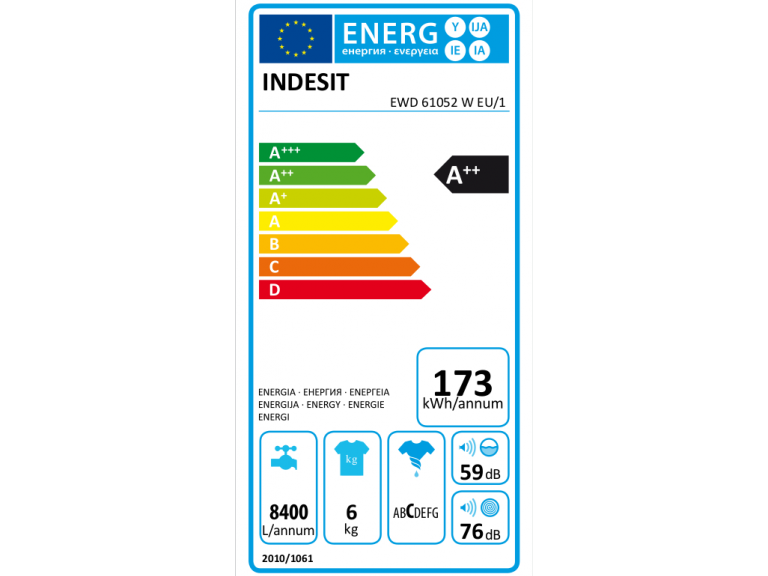 ENERG
Y IJA
IE IA
енергия · ενεργεια
INDESIT
EWD 61052 W EU/1
A+++
A++
A+
A
B
C
D
A++
173
kWh/annum
ENERGIA · ЕНЕРГИЯ · ΕΝΕΡΓΕΙΑ
ENERGIJA · ENERGY · ENERGIE
ENERGI
8400
L/annum
kg
6
kg
ABCDEFG
59 dB
76 dB
2010/1061